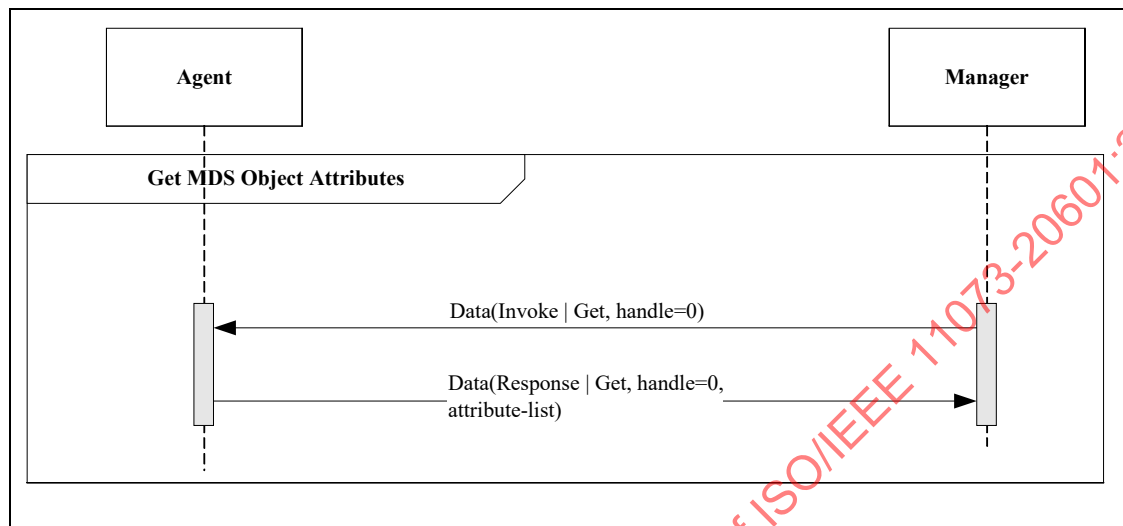 Agent
Manager
Get MDS Object Attributes
Data(Invoke | Get, handle=0)
Data(Response | Get, handle=0,
attribute-list)
of ISO/IEEE 11073-20601: